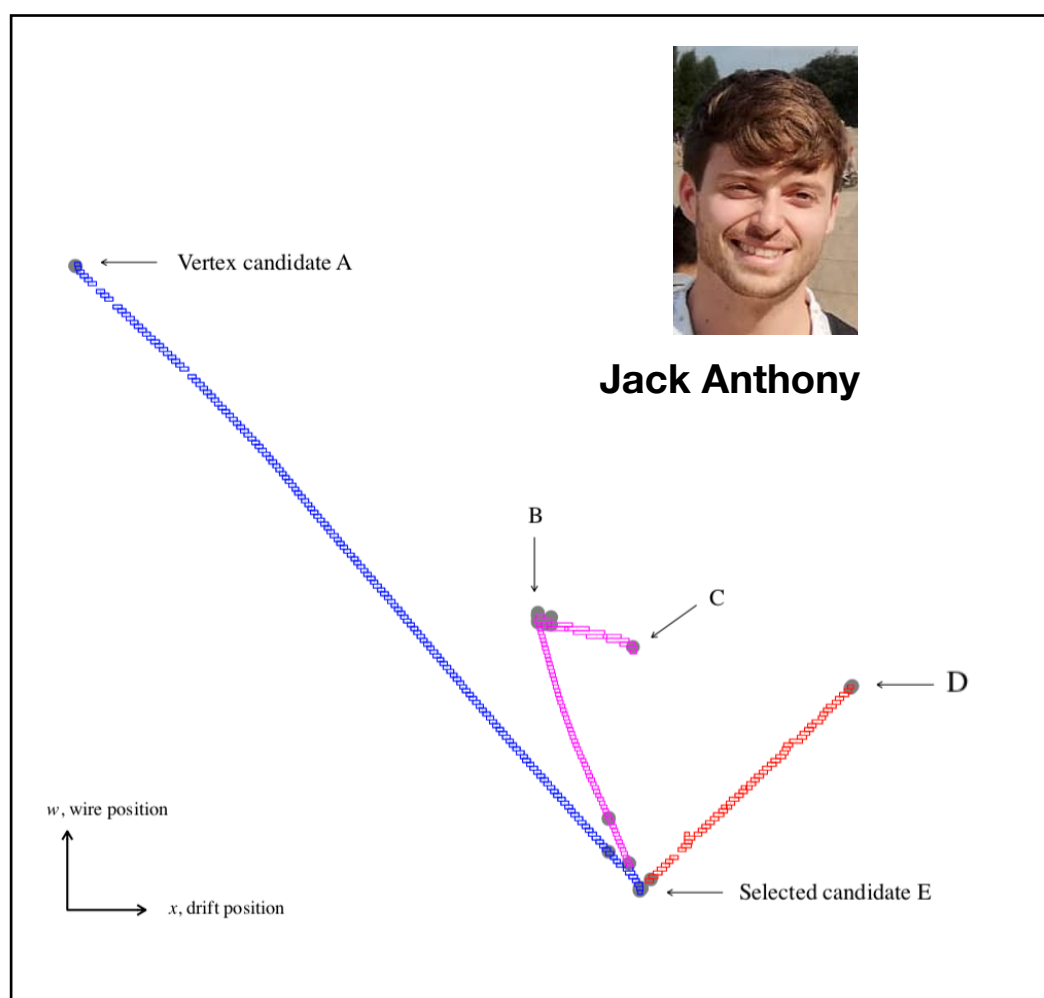 Jack Anthony
Vertex candidate A
B
C
D
w, wire position
x, drift position
Selected candidate E